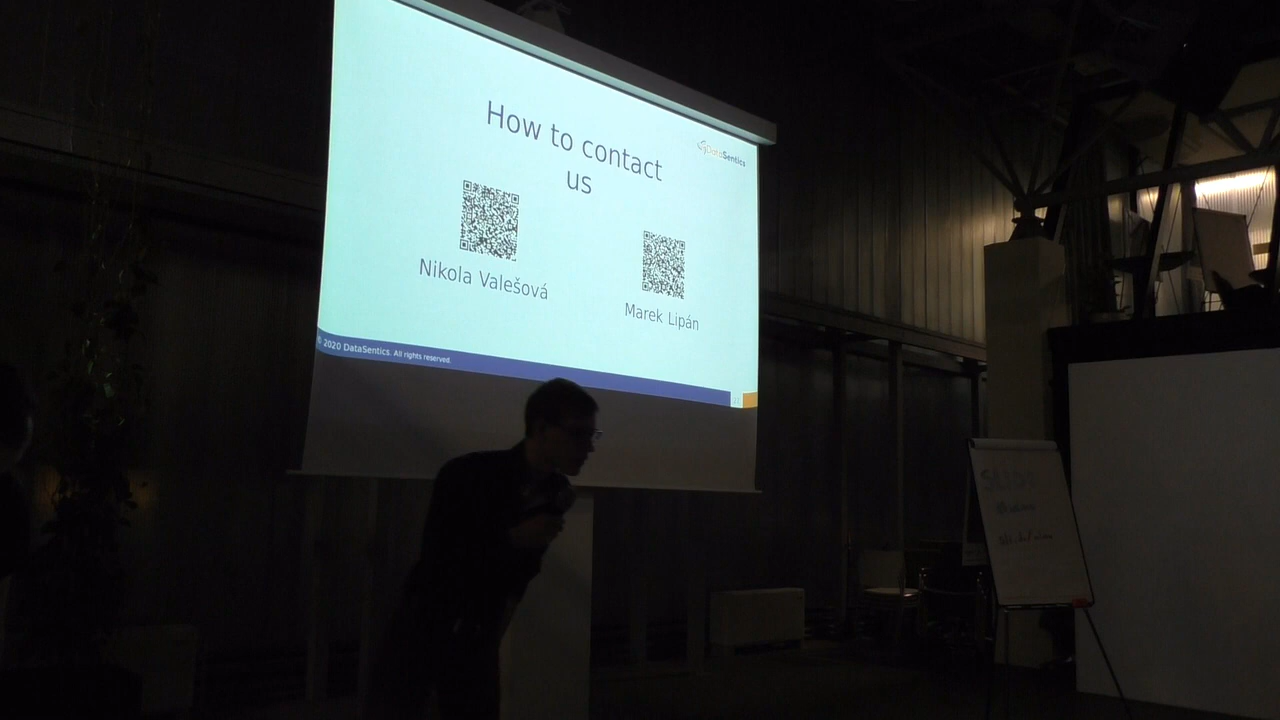 How to contact
us
DataSentics
Nikola Valešová
Marek Lipán
© 2020 DataSentics. All rights reserved.